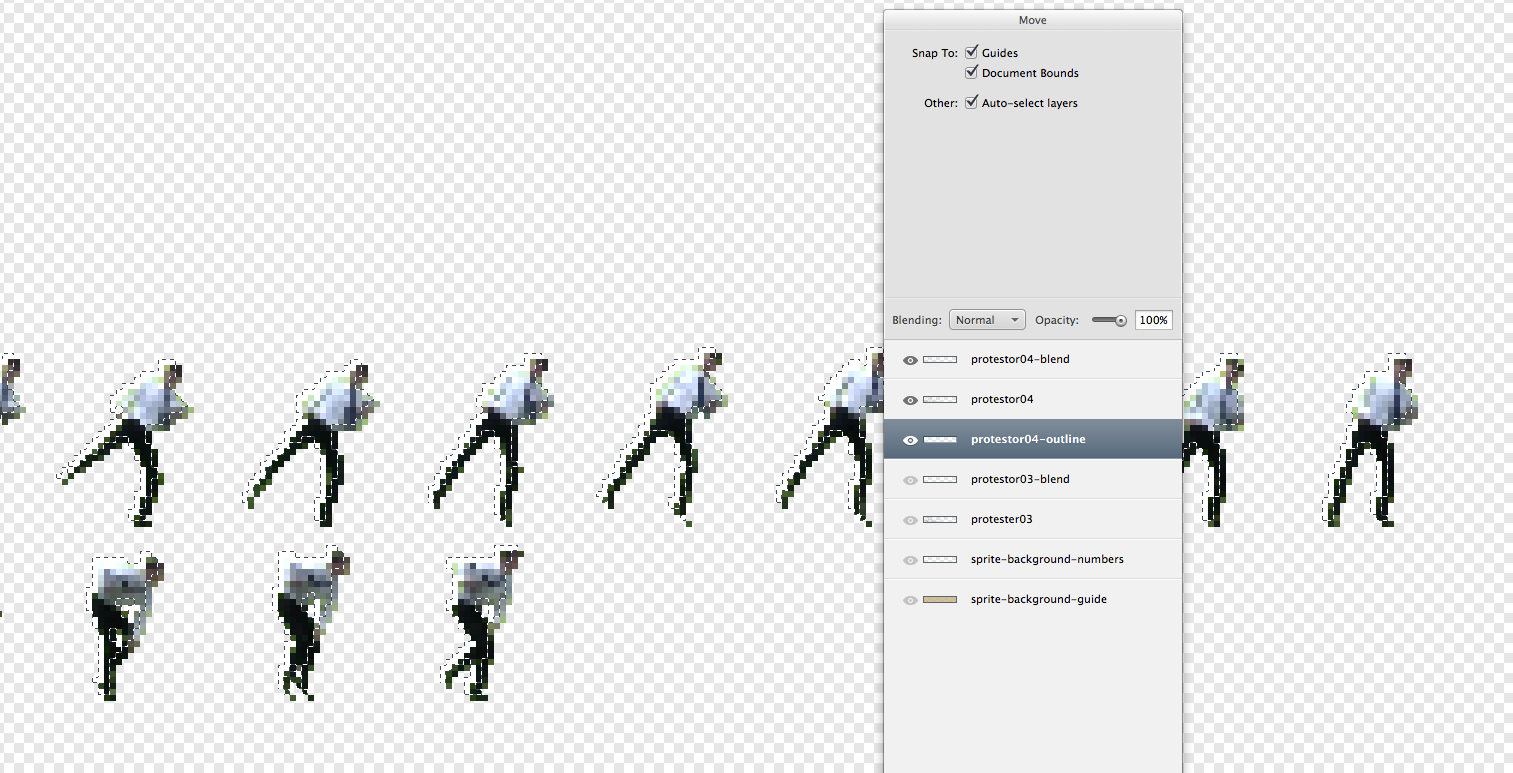 Move
Snap To: Guides
Document Bounds
Other: Auto-select layers
Blending: Normal Opacity: 100%
protestor04-blend
protestor04
protestor04-outline
protestor03-blend
protester03
sprite-background-numbers
sprite-background-guide